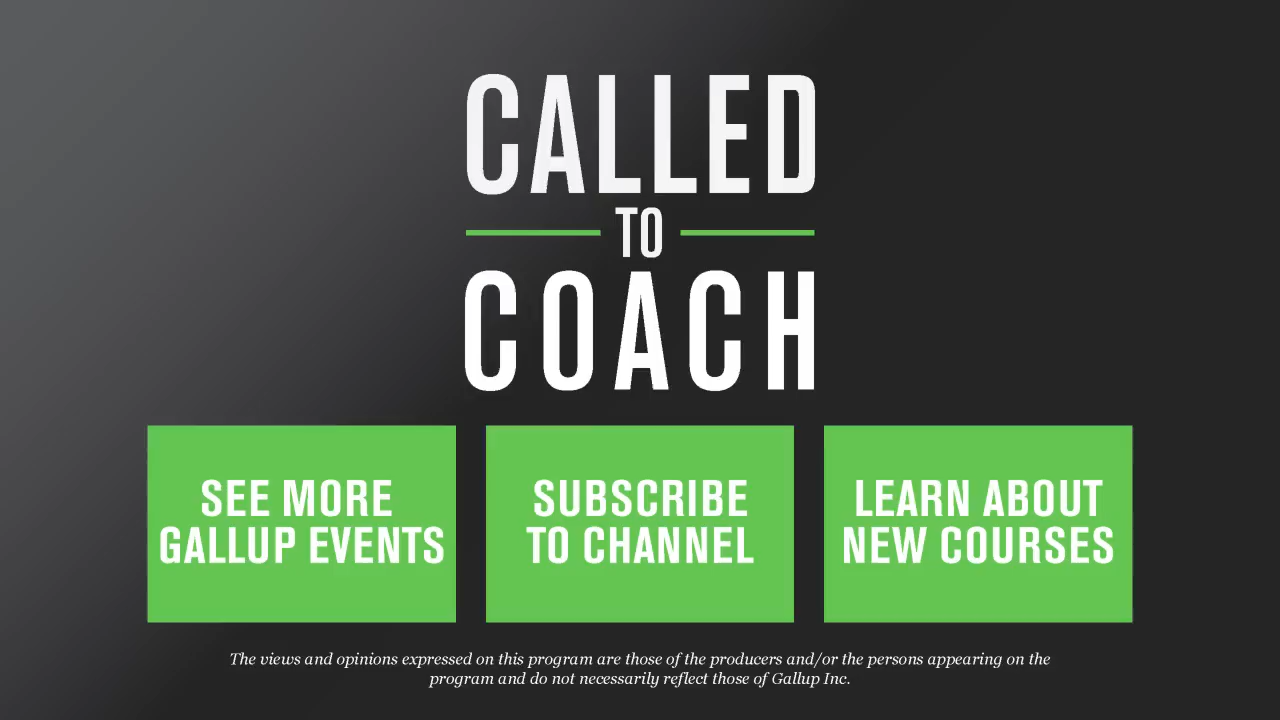 CALLED
TO
COACH
SEE MORE
GALLUP EVENTS
SUBSCRIBE
TO CHANNEL
LEARN ABOUT
NEW COURSES
The views and opinions expressed on this program are those of the producers and/or the persons appearing on the
program and do not necessarily reflect those of Gallup Inc.